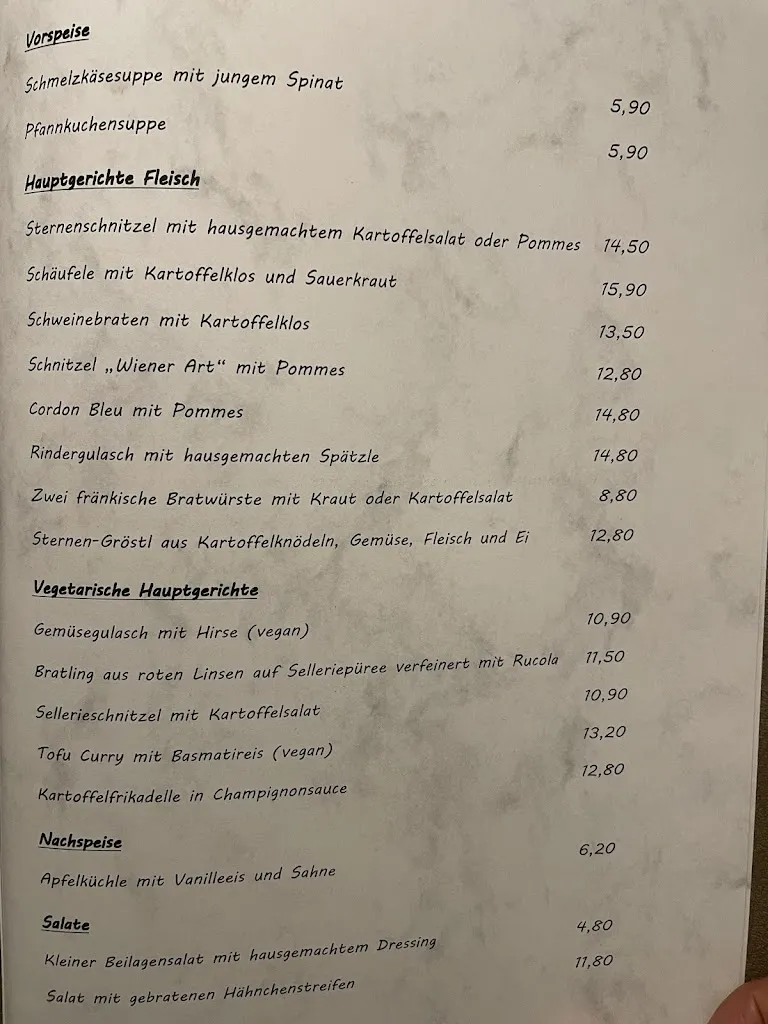 Vorspeise
Schmelzkäsesuppe mit jungem Spinat 5,90
Pfannkuchensuppe 5,90
Hauptgerichte Fleisch
Sternenschnitzel mit hausgemachtem Kartoffelsalat oder Pommes 14,50
Schäufele mit Kartoffelklos und Sauerkraut 15,90
Schweinebraten mit Kartoffelklos 13,50
Schnitzel „Wiener Art“ mit Pommes 12,80
Cordon Bleu mit Pommes 14,80
Rindergulasch mit hausgemachten Spätzle 14,80
Zwei fränkische Bratwürste mit Kraut oder Kartoffelsalat 8,80
Sternen-Gröstl aus Kartoffelknödeln, Gemüse, Fleisch und Ei 12,80
Vegetarische Hauptgerichte
Gemüsegulasch mit Hirse (vegan) 10,90
Bratling aus roten Linsen auf Selleriepüree verfeinert mit Rucola 11,50
Sellerieschnitzel mit Kartoffelsalat 10,90
Tofu Curry mit Basmatireis (vegan) 13,20
Kartoffelfrikadelle in Champignonsauce 12,80
Nachspeise
Apfelküchle mit Vanilleeis und Sahne 6,20
Salate
Kleiner Beilagensalat mit hausgemachtem Dressing 4,80
Salat mit gebratenen Hähnchenstreifen 11,80